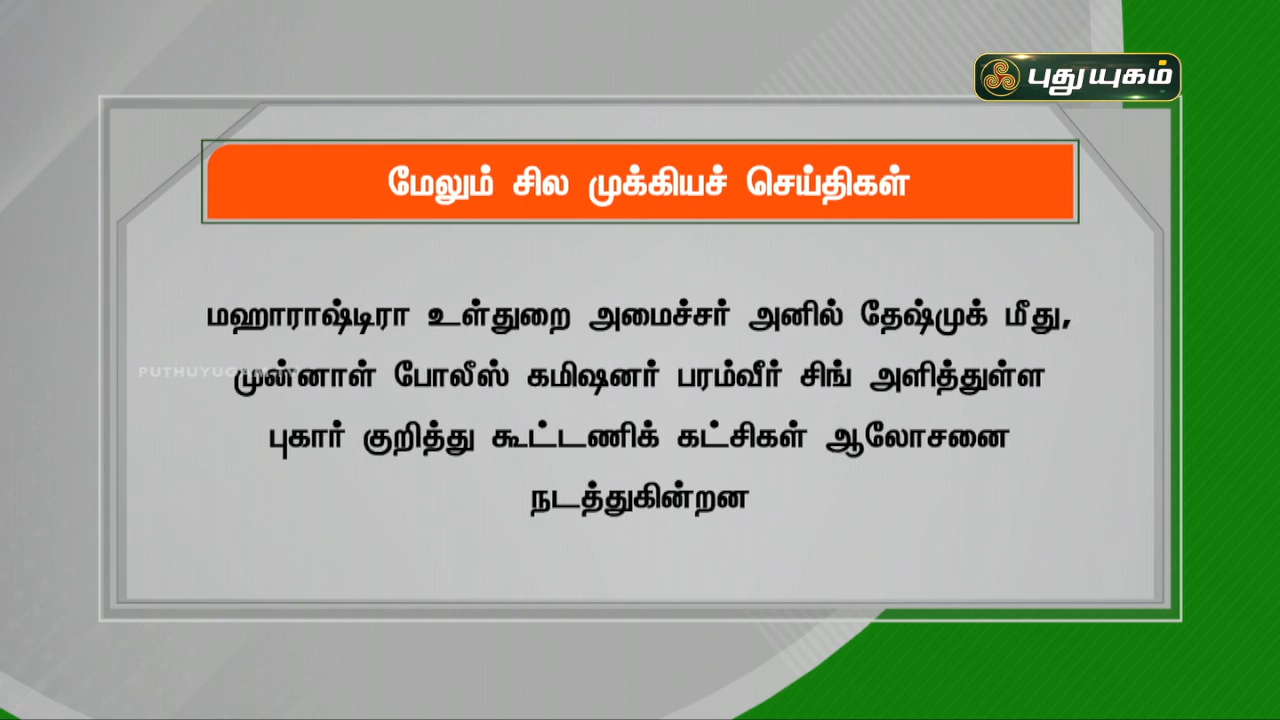 புதுயுகம்
மேலும் சில முக்கியச் செய்திகள்
மஹாராஷ்டிரா உள்துறை அமைச்சர் அனில் தேஷ்முக் மீது,
முன்னாள் போலீஸ் கமிஷனர் பரம்வீர் சிங் அளித்துள்ள
புகார் குறித்து கூட்டணிக் கட்சிகள் ஆலோசனை
நடத்துகின்றன